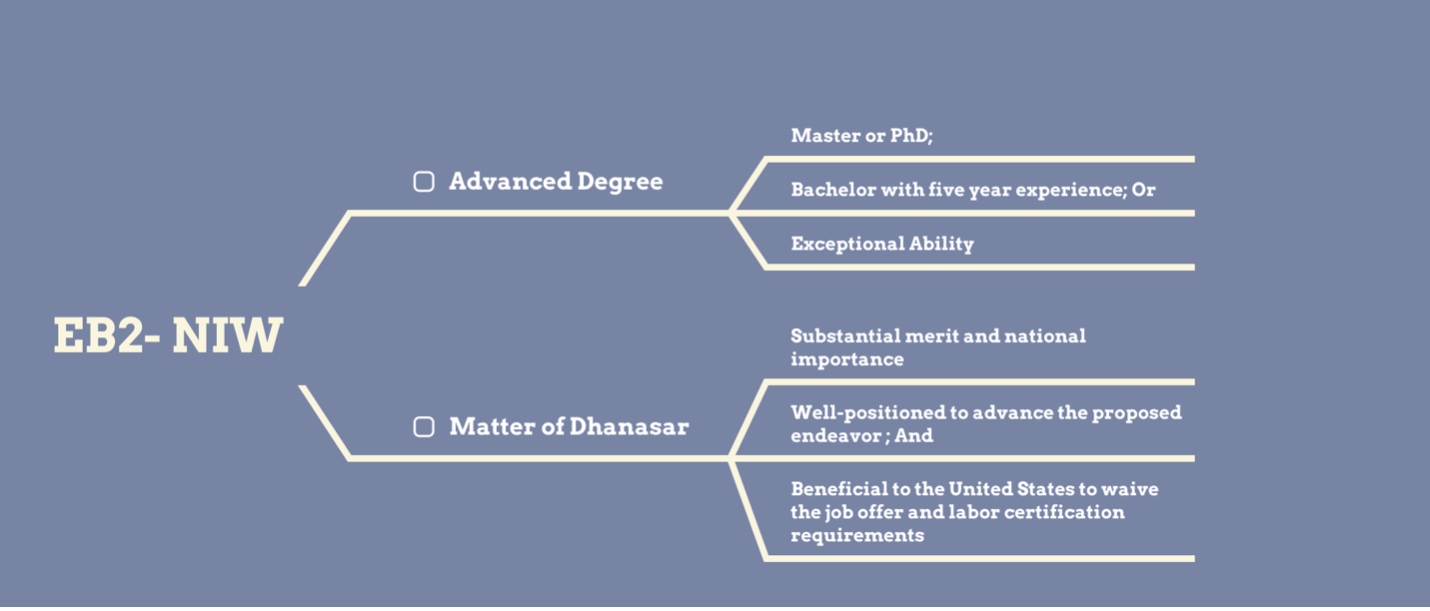 EB2- NIW
Advanced Degree
Master or PhD;
Bachelor with five year experience; Or
Exceptional Ability
Matter of Dhanasar
Substantial merit and national
importance
Well-positioned to advance the proposed
endeavor ; And
Beneficial to the United States to waive
the job offer and labor certification
requirements